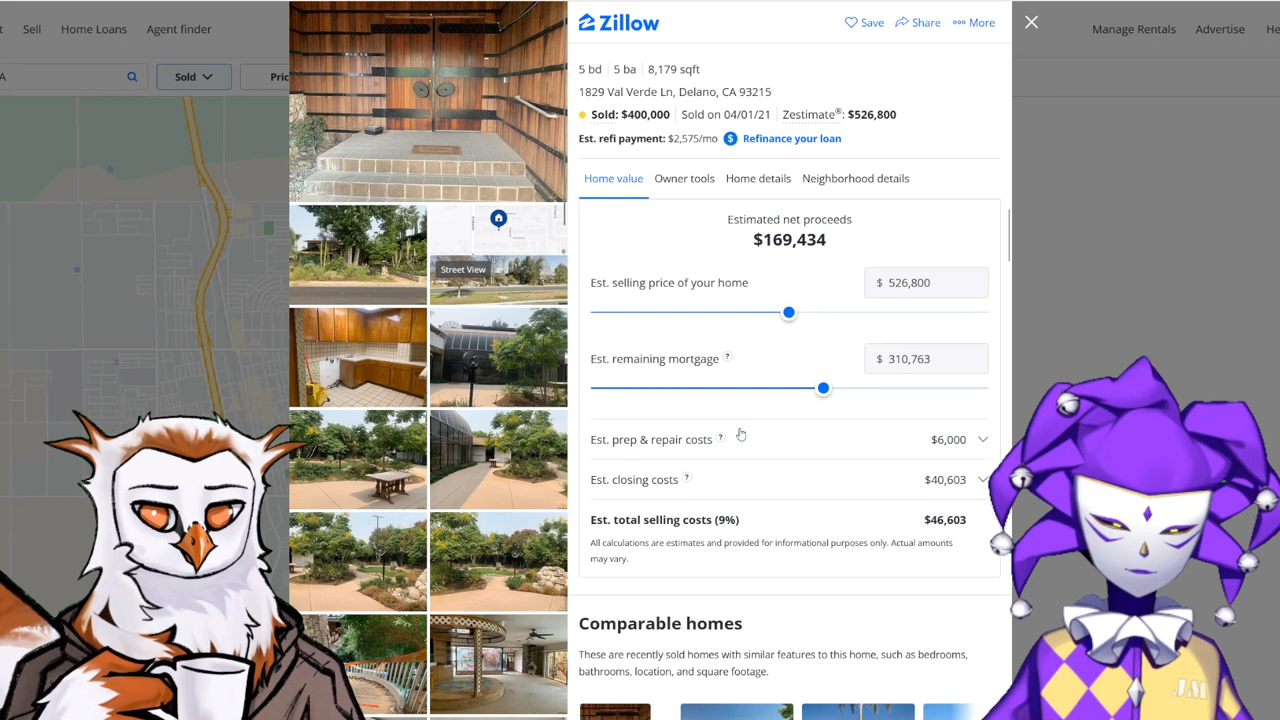 t Sell Home Loans Agent finder
Manage Rentals Advertise He
A
Sold
Pric
Street View
Zillow
Save Share More
5 bd 5 ba 8,179 sqft
1829 Val Verde Ln, Delano, CA 93215
Sold: $400,000 Sold on 04/01/21 Zestimate®: $526,800
Est. refi payment: $2,575/mo $ Refinance your loan
Home value Owner tools Home details Neighborhood details
Estimated net proceeds
$169,434
Est. selling price of your home $ 526,800
Est. remaining mortgage ? $ 310,763
Est. prep & repair costs ? $6,000
Est. closing costs ? $40,603
Est. total selling costs (9%) $46,603
All calculations are estimates and provided for informational purposes only. Actual amounts
may vary.
Comparable homes
These are recently sold homes with similar features to this home, such as bedrooms,
bathrooms, location, and square footage.
JM